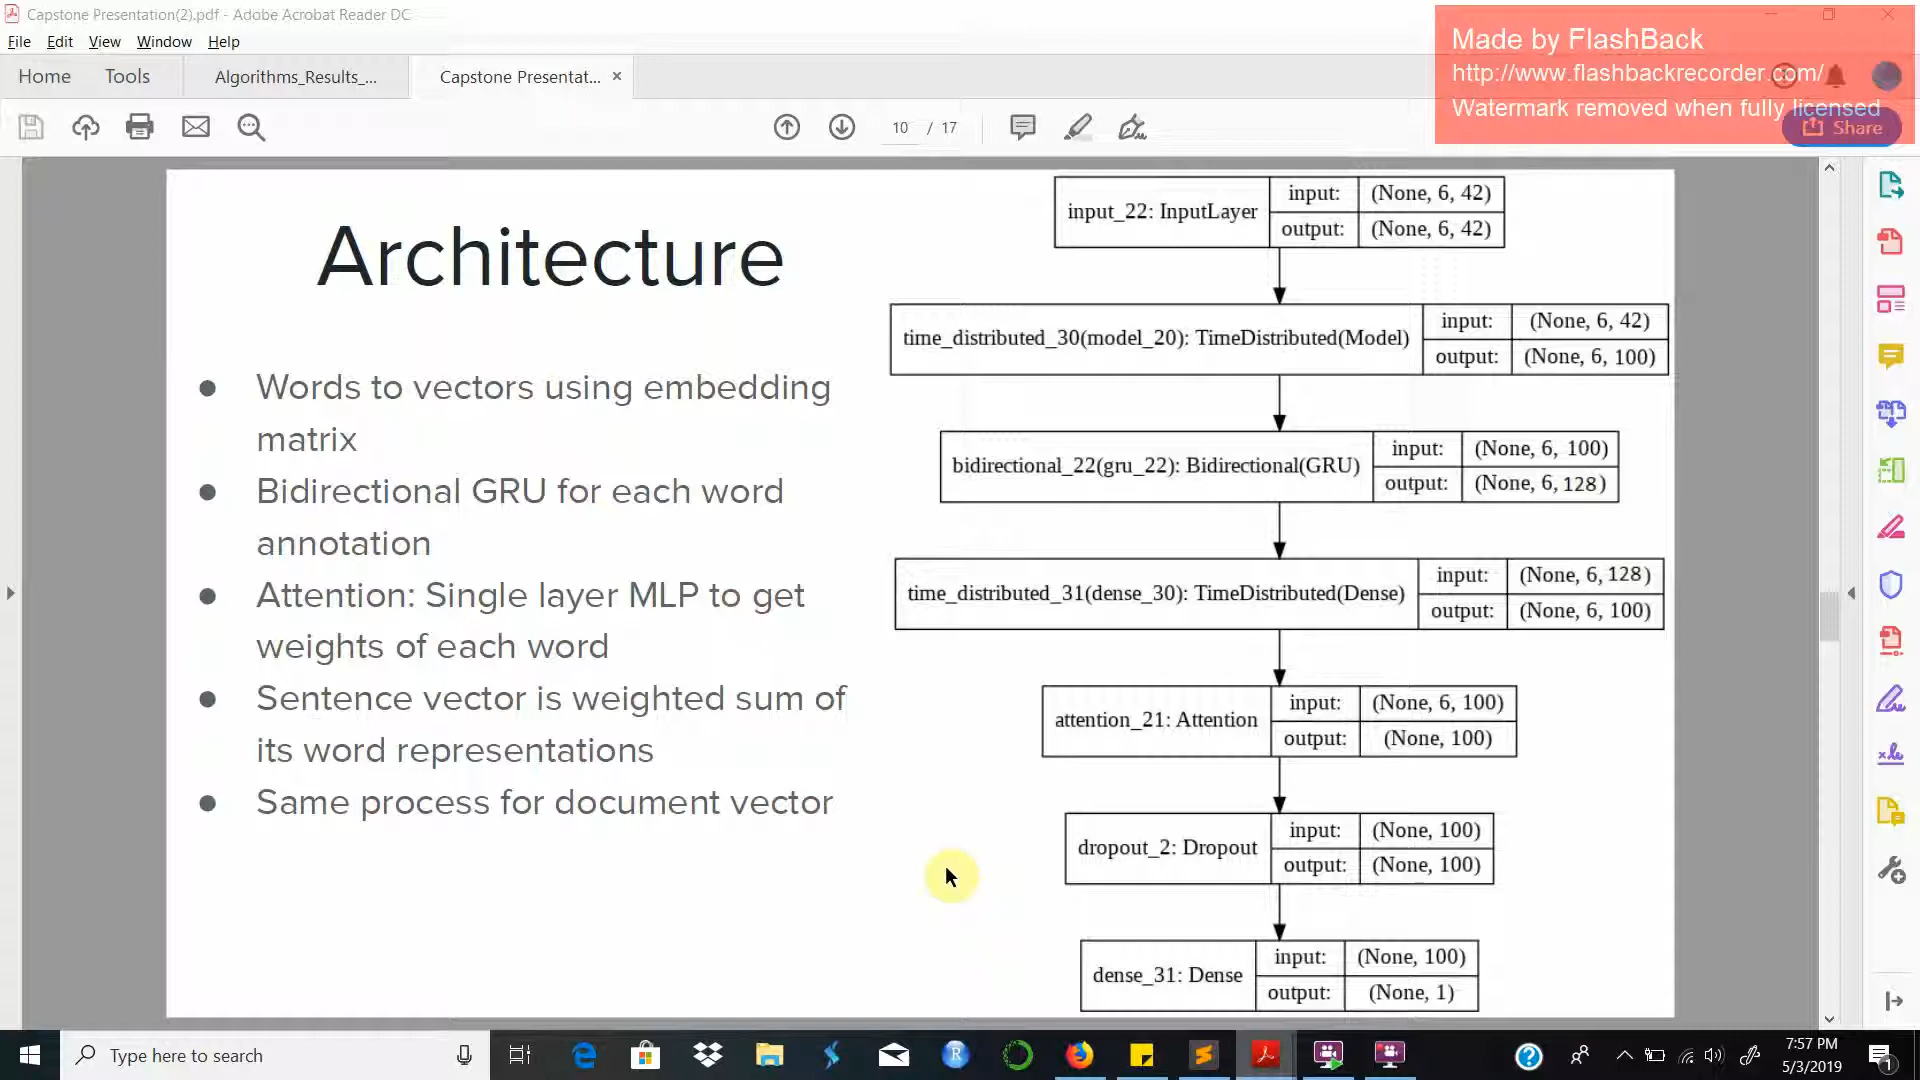 Capstone Presentation(2).pdf - Adobe Acrobat Reader DC
File Edit View Window Help
Made by FlashBack
http://www.flashbackrecorder.com/
Watermark removed when fully licensed
Home Tools Algorithms_Results_... Capstone Presentat... ×
10 / 17
Share
Architecture
● Words to vectors using embedding
matrix
● Bidirectional GRU for each word
annotation
● Attention: Single layer MLP to get
weights of each word
● Sentence vector is weighted sum of
its word representations
● Same process for document vector
input_22: InputLayer
input: (None, 6, 42)
output: (None, 6, 42)
time_distributed_30(model_20): TimeDistributed(Model)
input: (None, 6, 42)
output: (None, 6, 100)
bidirectional_22(gru_22): Bidirectional(GRU)
input: (None, 6, 100)
output: (None, 6, 128)
time_distributed_31(dense_30): TimeDistributed(Dense)
input: (None, 6, 128)
output: (None, 6, 100)
attention_21: Attention
input: (None, 6, 100)
output: (None, 100)
dropout_2: Dropout
input: (None, 100)
output: (None, 100)
dense_31: Dense
input: (None, 100)
output: (None, 1)
Type here to search
7:57 PM
5/3/2019
1